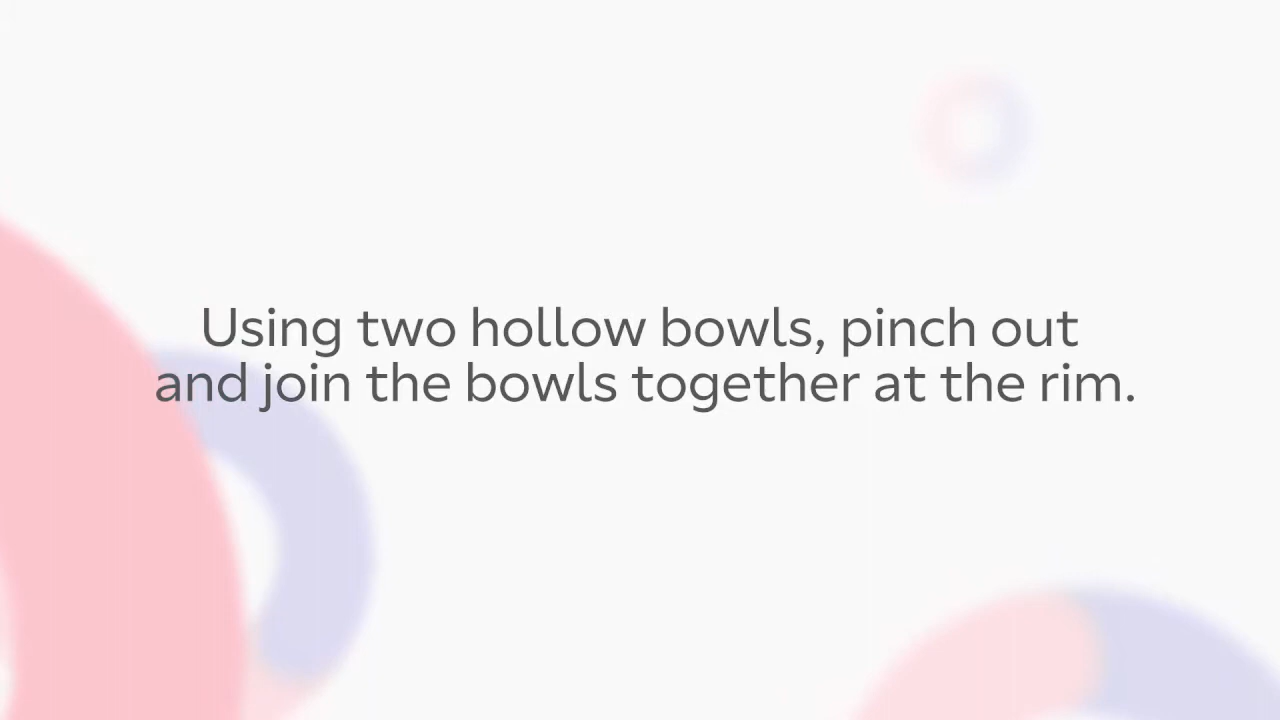 Using two hollow bowls, pinch out
and join the bowls together at the rim.